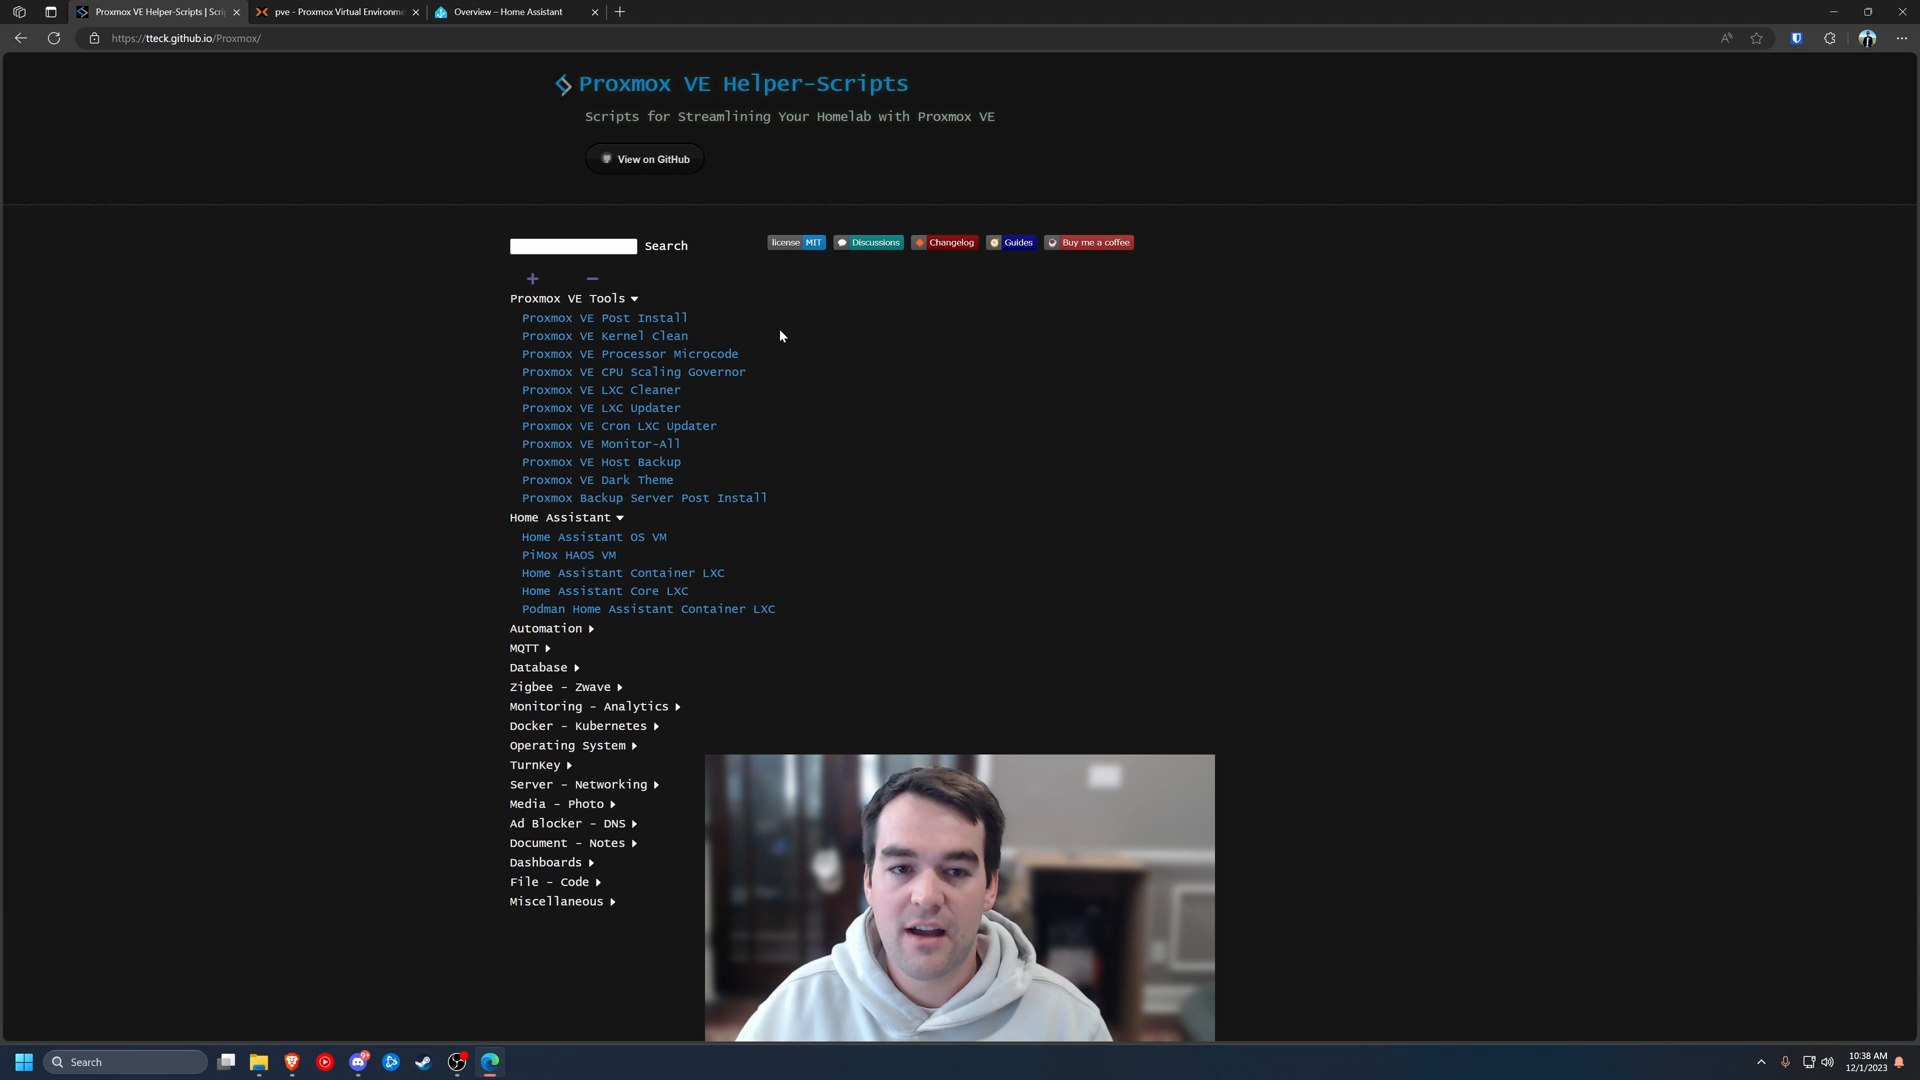 Proxmox VE Helper-Scripts | Scri
pve - Proxmox Virtual Environme
Overview – Home Assistant
https://tteck.github.io/Proxmox/
Proxmox VE Helper-Scripts
Scripts for Streamlining Your Homelab with Proxmox VE
View on GitHub
Search
license MIT
Discussions
Changelog
Guides
Buy me a coffee
+ −
Proxmox VE Tools
Proxmox VE Post Install
Proxmox VE Kernel Clean
Proxmox VE Processor Microcode
Proxmox VE CPU Scaling Governor
Proxmox VE LXC Cleaner
Proxmox VE LXC Updater
Proxmox VE Cron LXC Updater
Proxmox VE Monitor-All
Proxmox VE Host Backup
Proxmox VE Dark Theme
Proxmox Backup Server Post Install
Home Assistant
Home Assistant OS VM
PiMox HAOS VM
Home Assistant Container LXC
Home Assistant Core LXC
Podman Home Assistant Container LXC
Automation
MQTT
Database
Zigbee - Zwave
Monitoring - Analytics
Docker - Kubernetes
Operating System
TurnKey
Server - Networking
Media - Photo
Ad Blocker - DNS
Document - Notes
Dashboards
File - Code
Miscellaneous
Search
9+
10:38 AM
12/1/2023